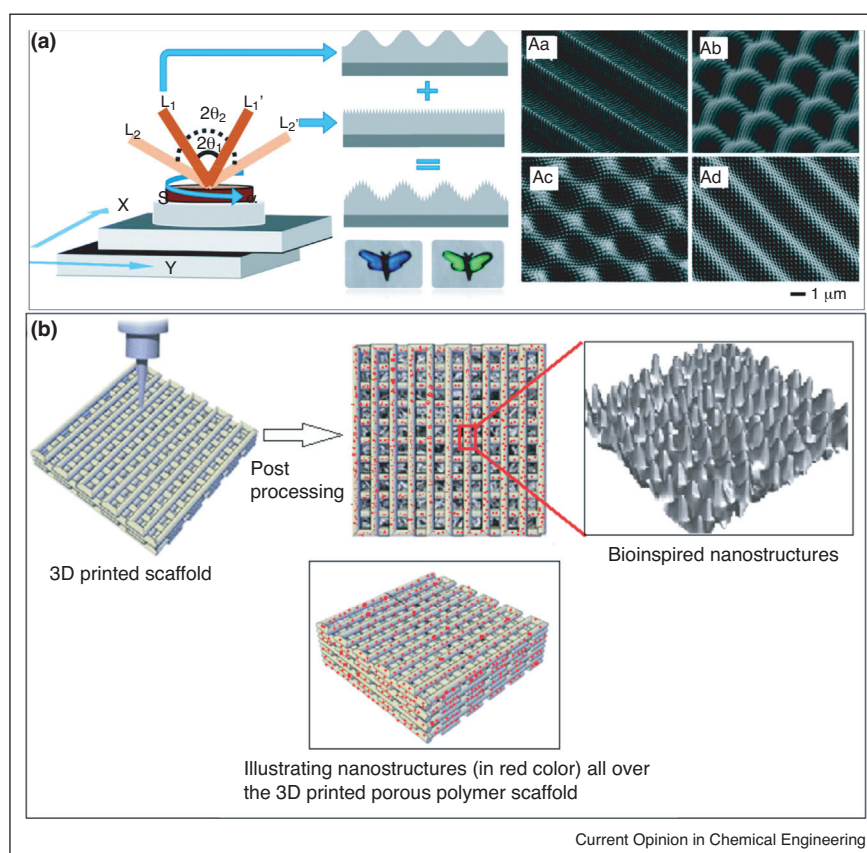 (a)
L₁
L₁’
2θ₂
L₂
L₂’
2θ₁
S
α
X
Y
Aa
Ab
Ac
Ad
1 μm
(b)
Post
processing
3D printed scaffold
Bioinspired nanostructures
Illustrating nanostructures (in red color) all over
the 3D printed porous polymer scaffold
Current Opinion in Chemical Engineering